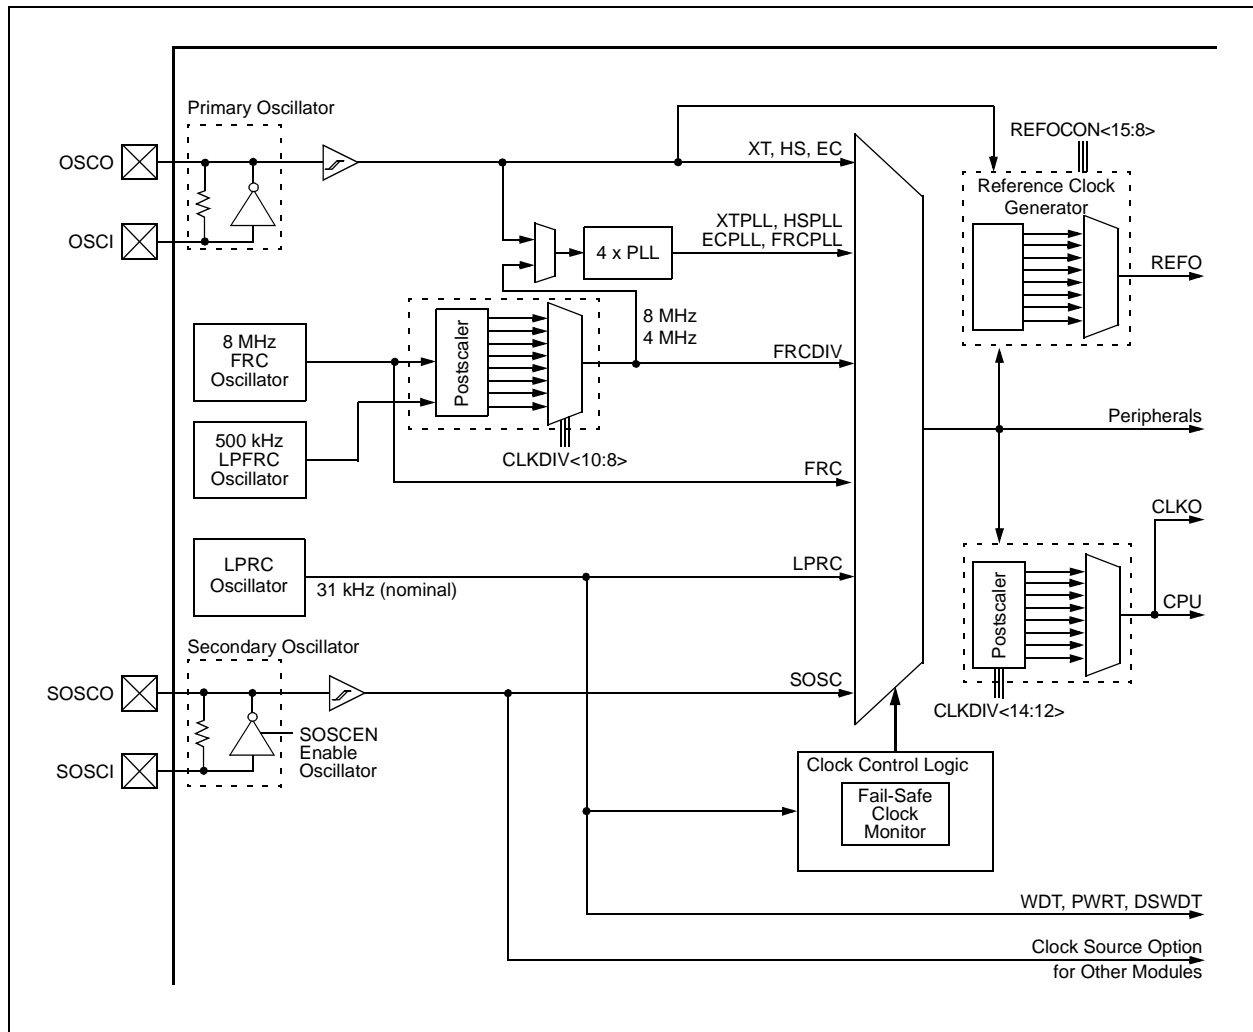 Primary Oscillator
REFOCON<15:8>
OSCO
XT, HS, EC
Reference Clock
Generator
OSCI
XTPLL, HSPLL
ECPLL, FRCPLL
4 x PLL
REFO
8 MHz
4 MHz
8 MHz
FRC
Oscillator
Postscaler
FRCDIV
Peripherals
500 kHz
LPFRC
Oscillator
CLKDIV<10:8>
FRC
CLKO
LPRC
Oscillator
31 kHz (nominal)
LPRC
Postscaler
CPU
Secondary Oscillator
SOSCO
SOSC
CLKDIV<14:12>
SOSCEN
Enable
Oscillator
SOSCI
Clock Control Logic
Fail-Safe
Clock
Monitor
WDT, PWRT, DSWDT
Clock Source Option
for Other Modules